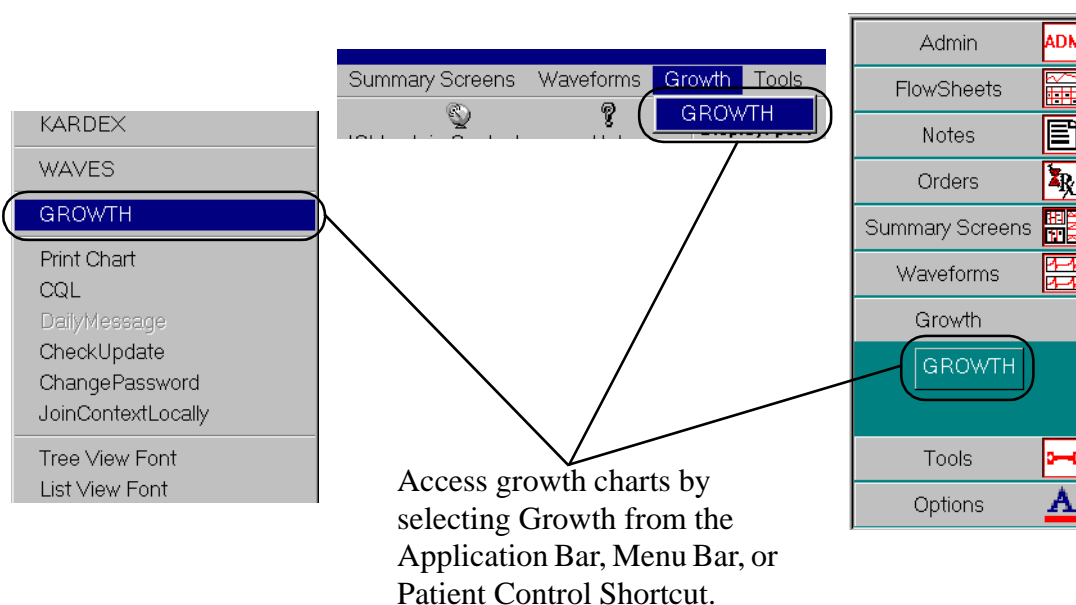 KARDEX
WAVES
GROWTH
Print Chart
CQL
DailyMessage
CheckUpdate
ChangePassword
JoinContextLocally
Tree View Font
List View Font
Summary Screens Waveforms Growth Tools
GROWTH
Admin
FlowSheets
Notes
Orders
Summary Screens
Waveforms
Growth
GROWTH
Tools
Options A
Access growth charts by
selecting Growth from the
Application Bar, Menu Bar, or
Patient Control Shortcut.